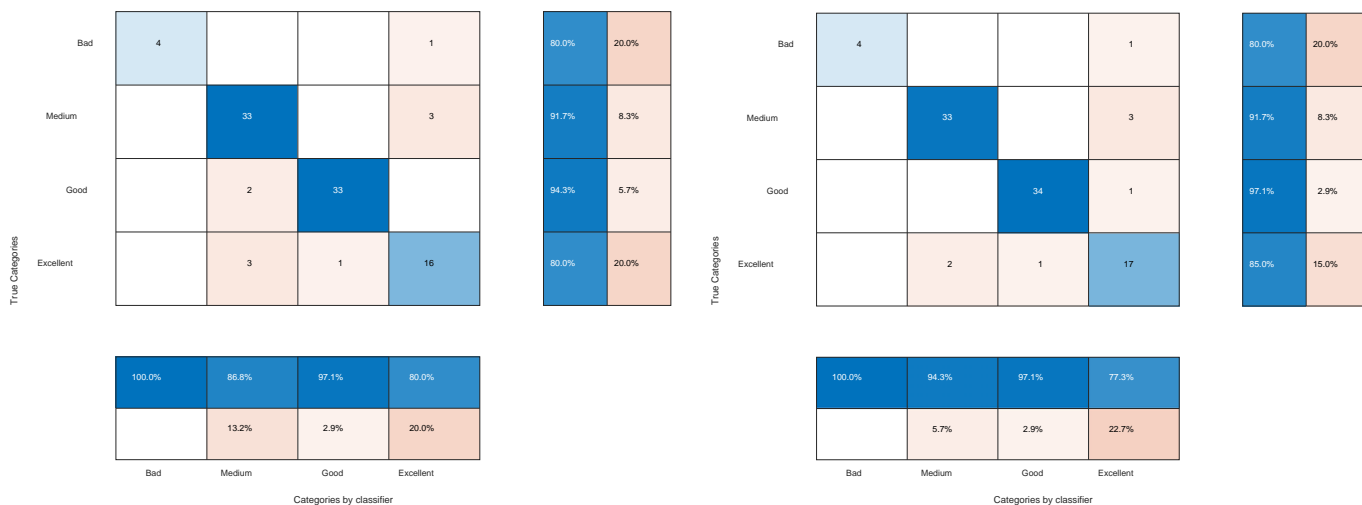 Bad 4 1 80.0% 20.0%
Medium 33 3 91.7% 8.3%
Good 2 33 94.3% 5.7%
Excellent 3 1 16 80.0% 20.0%
True Categories
100.0% 86.8% 97.1% 80.0%
13.2% 2.9% 20.0%
Bad Medium Good Excellent
Categories by classifier
Bad 4 1 80.0% 20.0%
Medium 33 3 91.7% 8.3%
Good 34 1 97.1% 2.9%
Excellent 2 1 17 85.0% 15.0%
True Categories
100.0% 94.3% 97.1% 77.3%
5.7% 2.9% 22.7%
Bad Medium Good Excellent
Categories by classifier